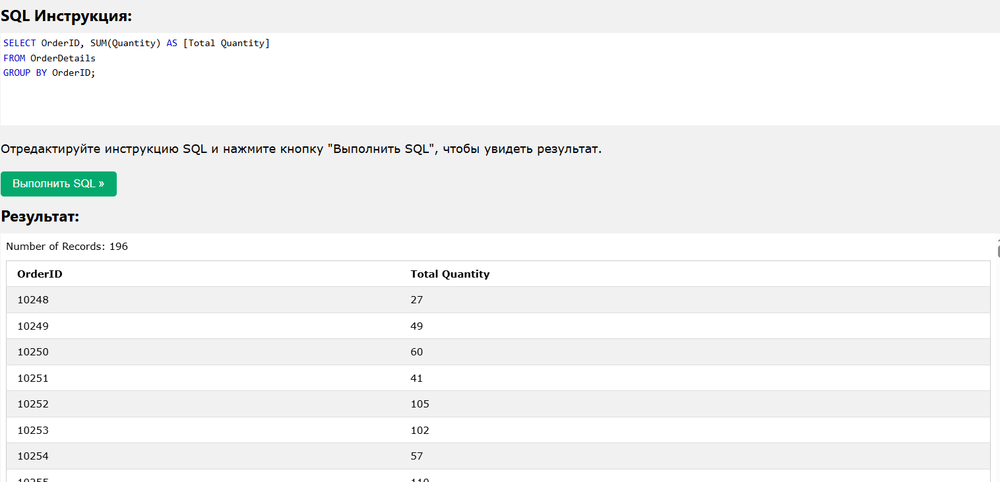 SQL Инструкция:
SELECT OrderID, SUM(Quantity) AS [Total Quantity]
FROM OrderDetails
GROUP BY OrderID;
Отредактируйте инструкцию SQL и нажмите кнопку "Выполнить SQL", чтобы увидеть результат.
Выполнить SQL »
Результат:
Number of Records: 196
OrderID Total Quantity
10248 27
10249 49
10250 60
10251 41
10252 105
10253 102
10254 57
10255 110